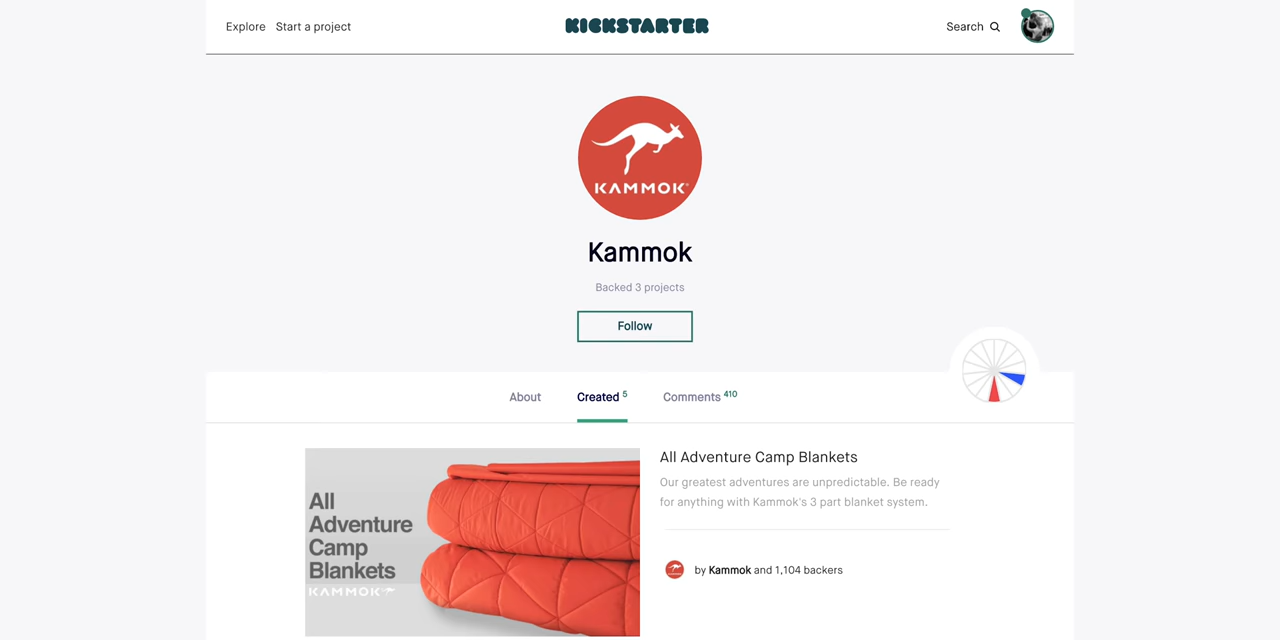 Explore Start a project KICKSTARTER Search
KAMMOK
Kammok
Backed 3 projects
Follow
About Created 5 Comments 410
All Adventure Camp Blankets
Our greatest adventures are unpredictable. Be ready
for anything with Kammok's 3 part blanket system.
All
Adventure
Camp
Blankets
KAMMOK
by Kammok and 1,104 backers